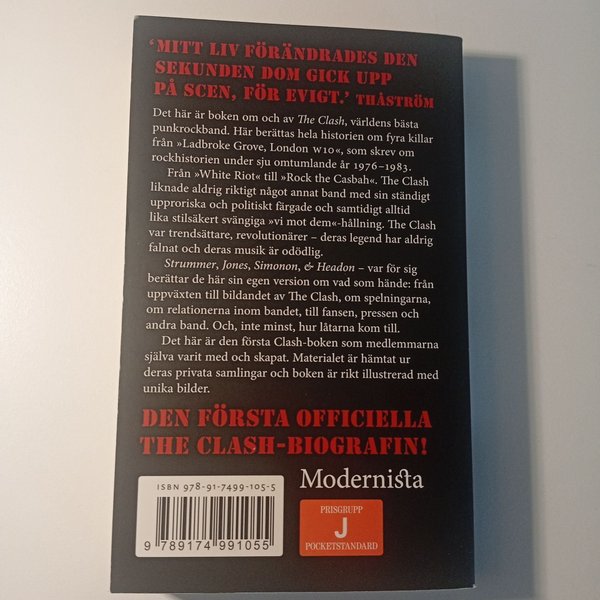 ‘MITT LIV FÖRÄNDRADES DEN
SEKUNDEN DOM GICK UPP
PÅ SCEN, FÖR EVIGT.’ THÅSTRÖM
Det här är boken om och av The Clash, världens bästa
punkrockband. Här berättas hela historien om fyra killar
från »Ladbroke Grove, London W10«, som skrev om
rockhistorien under sju omtumlande år 1976–1983.
Från »White Riot« till »Rock the Casbah«. The Clash
liknade aldrig riktigt något annat band med sin ständigt
upproriska och politiskt färgade och samtidigt alltid
lika stilsäkert svängiga »vi mot dem«-hållning. The Clash
var trendsättare, revolutionärer – deras legend har aldrig
falnat och deras musik är odödlig.
Strummer, Jones, Simonon, & Headon – var för sig
berättar de här sin egen version om vad som hände: från
uppväxten till bildandet av The Clash, om spelningarna,
om relationerna inom bandet, till fansen, pressen och
andra band. Och, inte minst, hur låtarna kom till.
Det här är den första Clash-boken som medlemmarna
själva varit med och skapat. Materialet är hämtat ur
deras privata samlingar och boken är rikt illustrerad med
unika bilder.
DEN FÖRSTA OFFICIELLA
THE CLASH-BIOGRAFIN!
ISBN 978-91-7499-105-5
9 789174 991055
Modernista
PRISGRUPP
J
POCKETSTANDARD